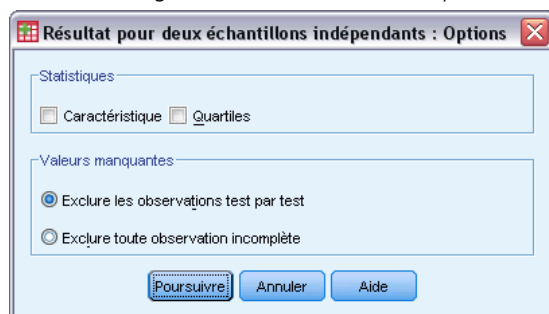 Résultat pour deux échantillons indépendants : Options
Statistiques
Caractéristique Quartiles
Valeurs manquantes
Exclure les observations test par test
Exclure toute observation incomplète
Poursuivre Annuler Aide